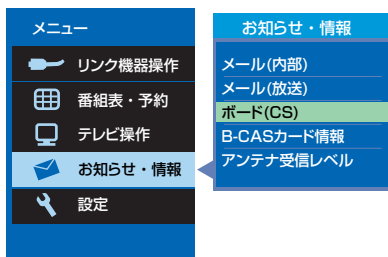 メニュー
リンク機器操作
番組表・予約
テレビ操作
お知らせ・情報
設定
お知らせ・情報
メール(内部)
メール(放送)
ボード(CS)
B-CASカード情報
アンテナ受信レベル